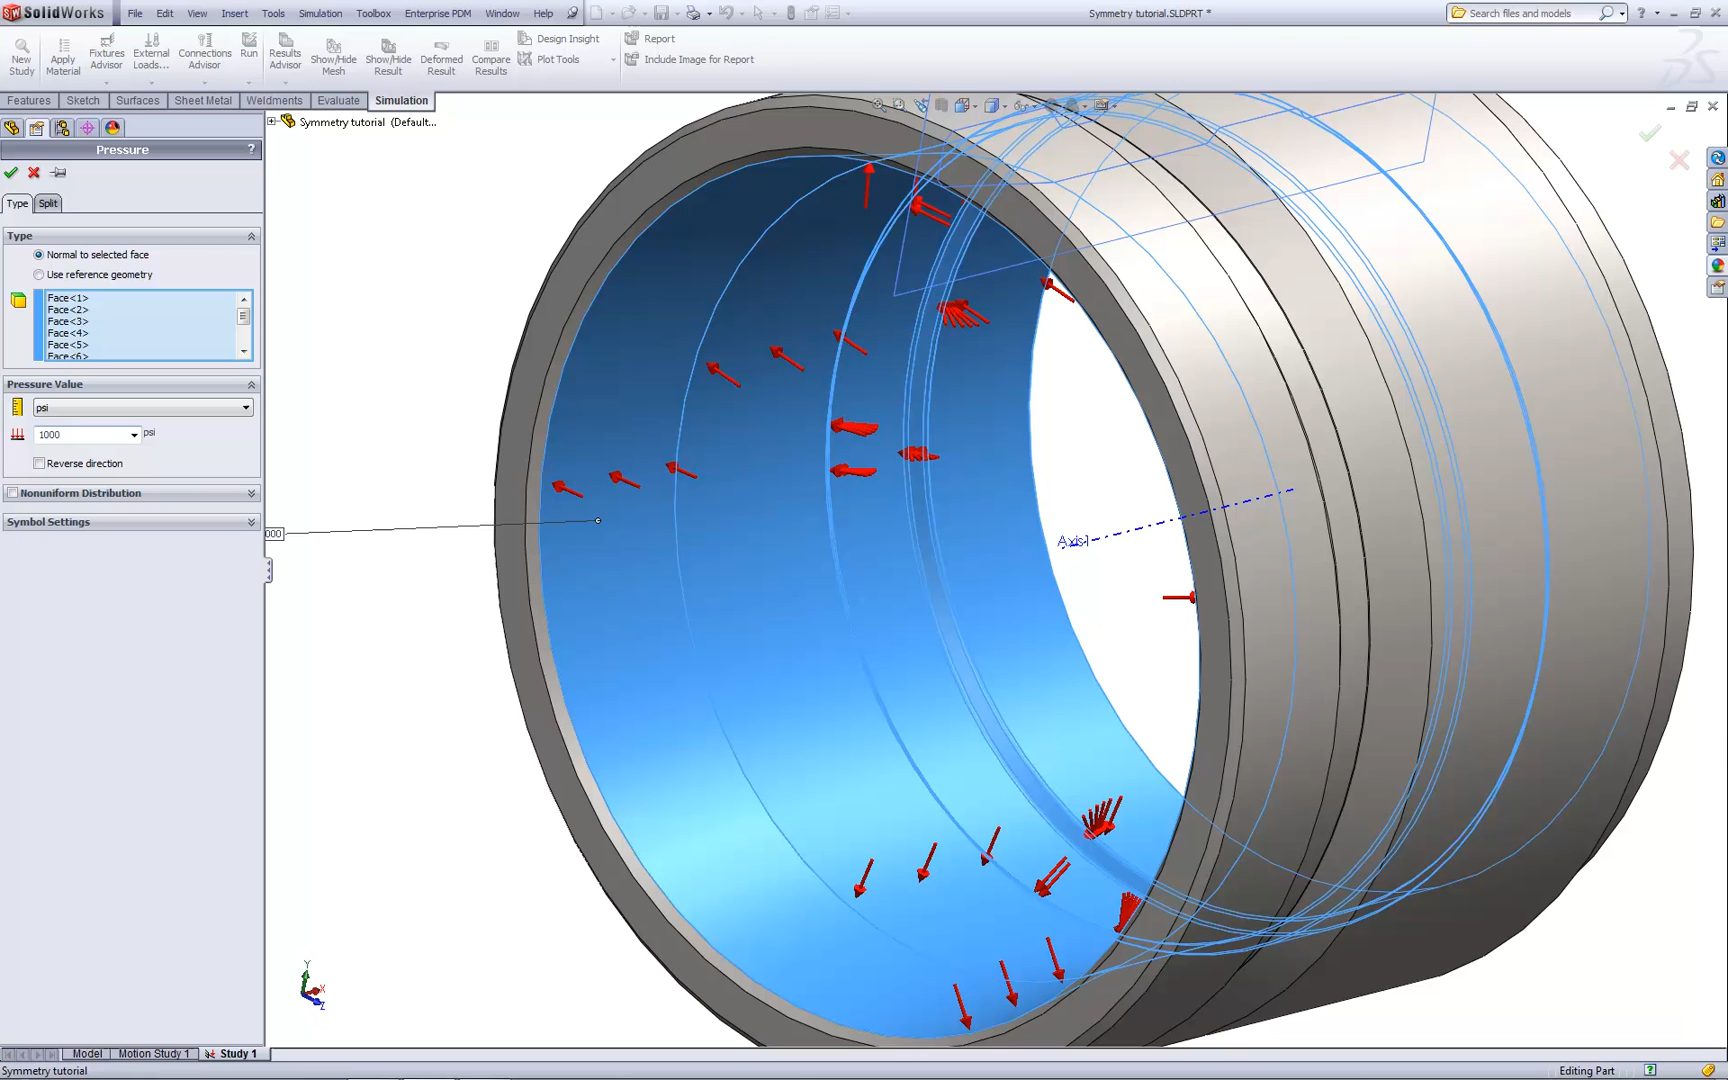 SolidWorks
File Edit View Insert Tools Simulation Toolbox Enterprise PDM Window Help
Symmetry tutorial.SLDPRT *
Search files and models
New Study
Apply Material
Fixtures Advisor
External Loads...
Connections Advisor
Run
Results Advisor
Show/Hide Mesh
Show/Hide Result
Deformed Result
Compare Results
Design Insight
Plot Tools
Report
Include Image for Report
Features Sketch Surfaces Sheet Metal Weldments Evaluate Simulation
Symmetry tutorial (Default...
Pressure ?
Type Split
Type
Normal to selected face
Use reference geometry
Face<1>
Face<2>
Face<3>
Face<4>
Face<5>
Face<6>
Pressure Value
psi
1000 psi
Reverse direction
Nonuniform Distribution
Symbol Settings
000
Axis1
Y
X
Z
Model Motion Study 1 Study 1
Symmetry tutorial
Editing Part